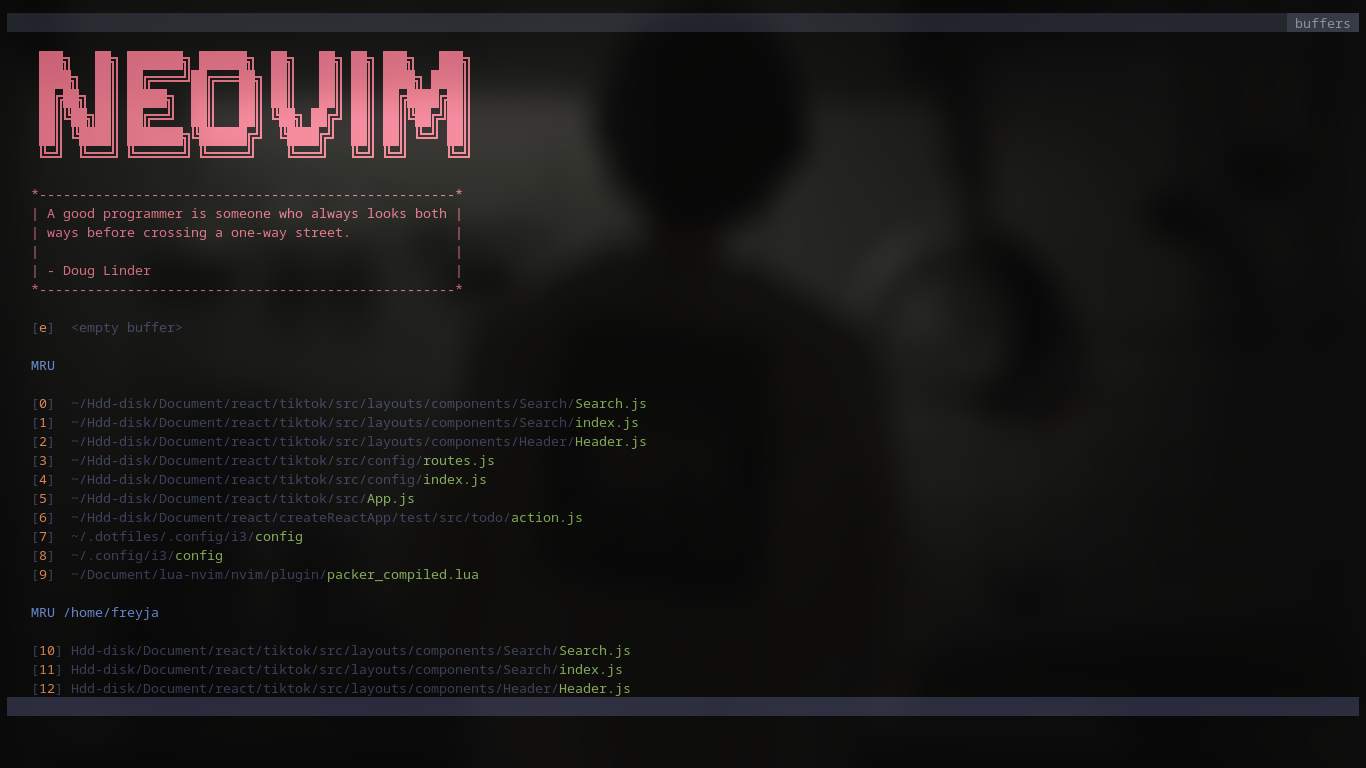 buffers
NEOVIM
*----------------------------------------------------*
| A good programmer is someone who always looks both |
| ways before crossing a one-way street.             |
|                                                    |
| - Doug Linder                                      |
*----------------------------------------------------*
[e]  <empty buffer>
MRU
[0]  ~/Hdd-disk/Document/react/tiktok/src/layouts/components/Search/Search.js
[1]  ~/Hdd-disk/Document/react/tiktok/src/layouts/components/Search/index.js
[2]  ~/Hdd-disk/Document/react/tiktok/src/layouts/components/Header/Header.js
[3]  ~/Hdd-disk/Document/react/tiktok/src/config/routes.js
[4]  ~/Hdd-disk/Document/react/tiktok/src/config/index.js
[5]  ~/Hdd-disk/Document/react/tiktok/src/App.js
[6]  ~/Hdd-disk/Document/react/createReactApp/test/src/todo/action.js
[7]  ~/.dotfiles/.config/i3/config
[8]  ~/.config/i3/config
[9]  ~/Document/lua-nvim/nvim/plugin/packer_compiled.lua
MRU /home/freyja
[10] Hdd-disk/Document/react/tiktok/src/layouts/components/Search/Search.js
[11] Hdd-disk/Document/react/tiktok/src/layouts/components/Search/index.js
[12] Hdd-disk/Document/react/tiktok/src/layouts/components/Header/Header.js